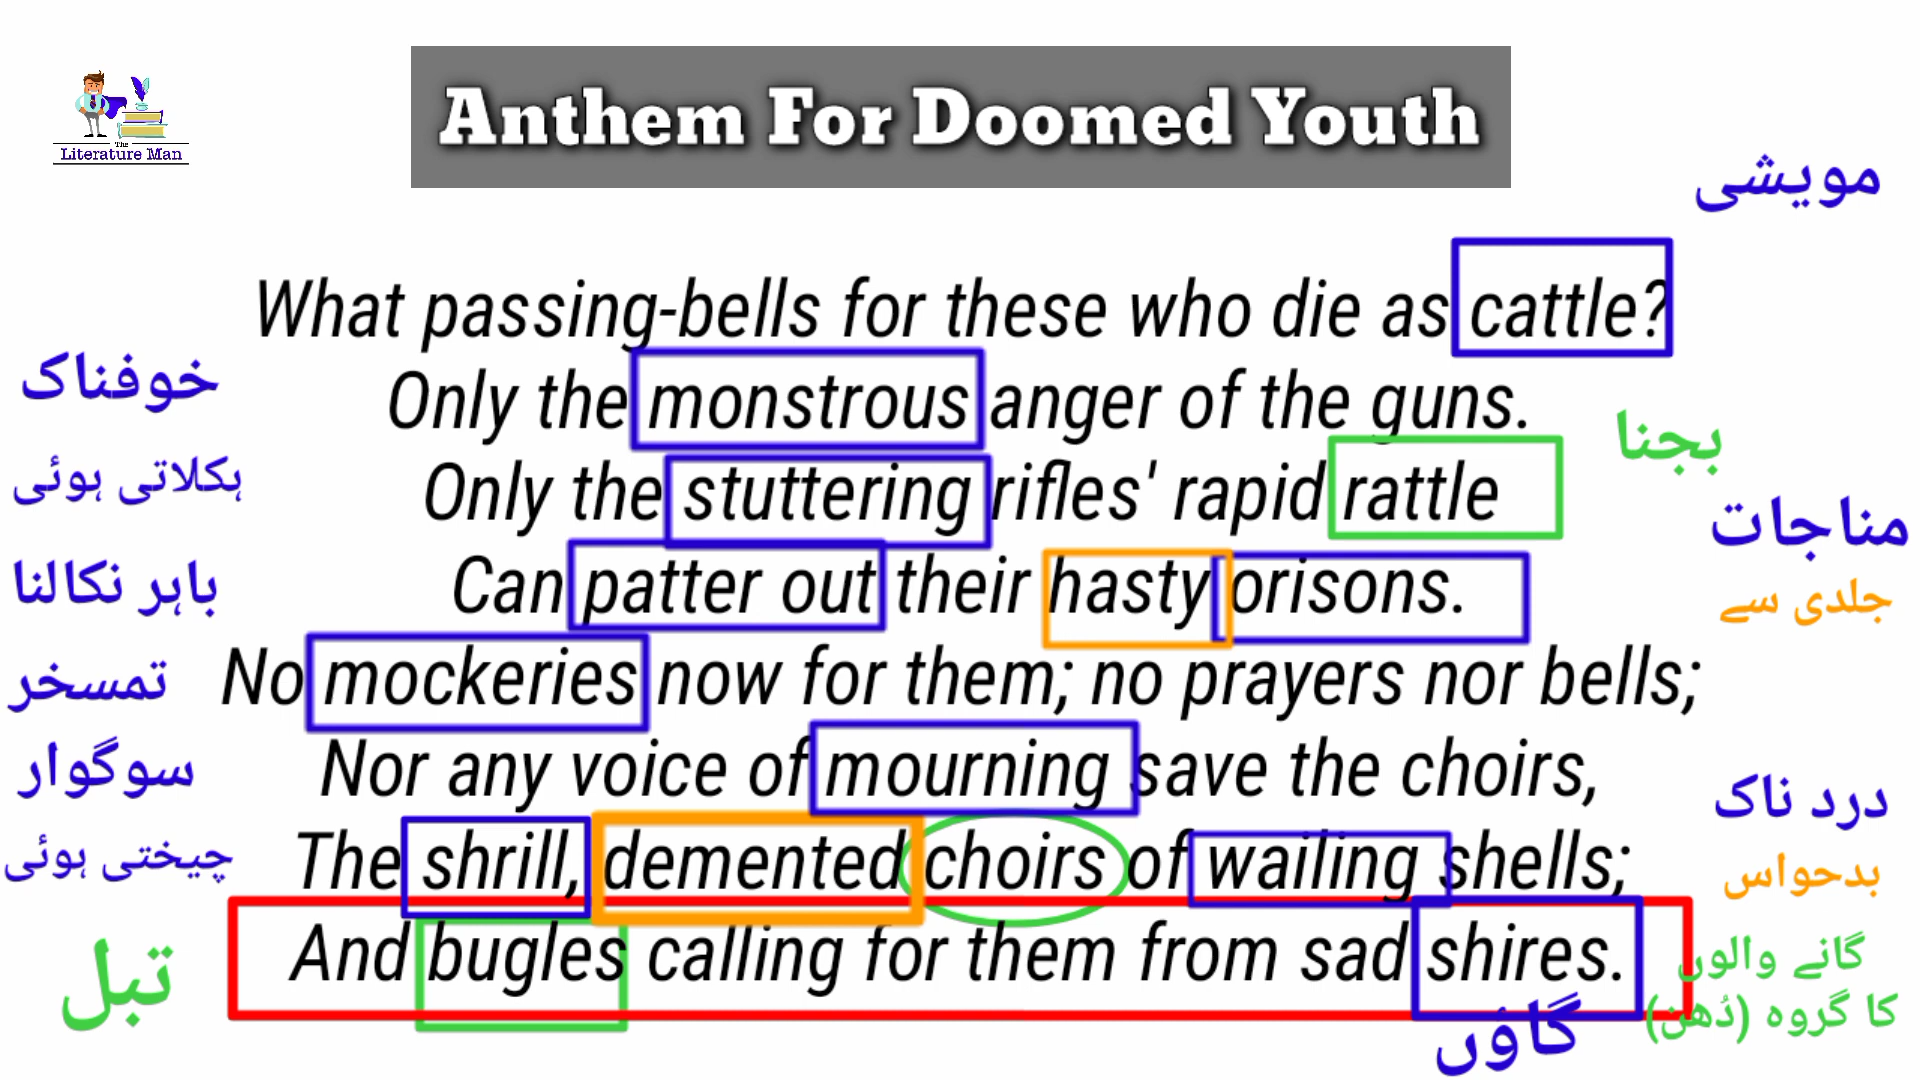 The
Literature Man
Anthem For Doomed Youth
مویشی
What passing-bells for these who die as cattle?
خوفناک
Only the monstrous anger of the guns.
بجنا
ہکلاتی ہوئی
Only the stuttering rifles' rapid rattle
مناجات
باہر نکالنا
Can patter out their hasty orisons.
جلدی سے
تمسخر
No mockeries now for them; no prayers nor bells;
سوگوار
Nor any voice of mourning save the choirs,
درد ناک
چیختی ہوئی
The shrill, demented choirs of wailing shells;
بدحواس
تبل
And bugles calling for them from sad shires.
گانے والوں
کا گروہ (دُھن)
گاؤں